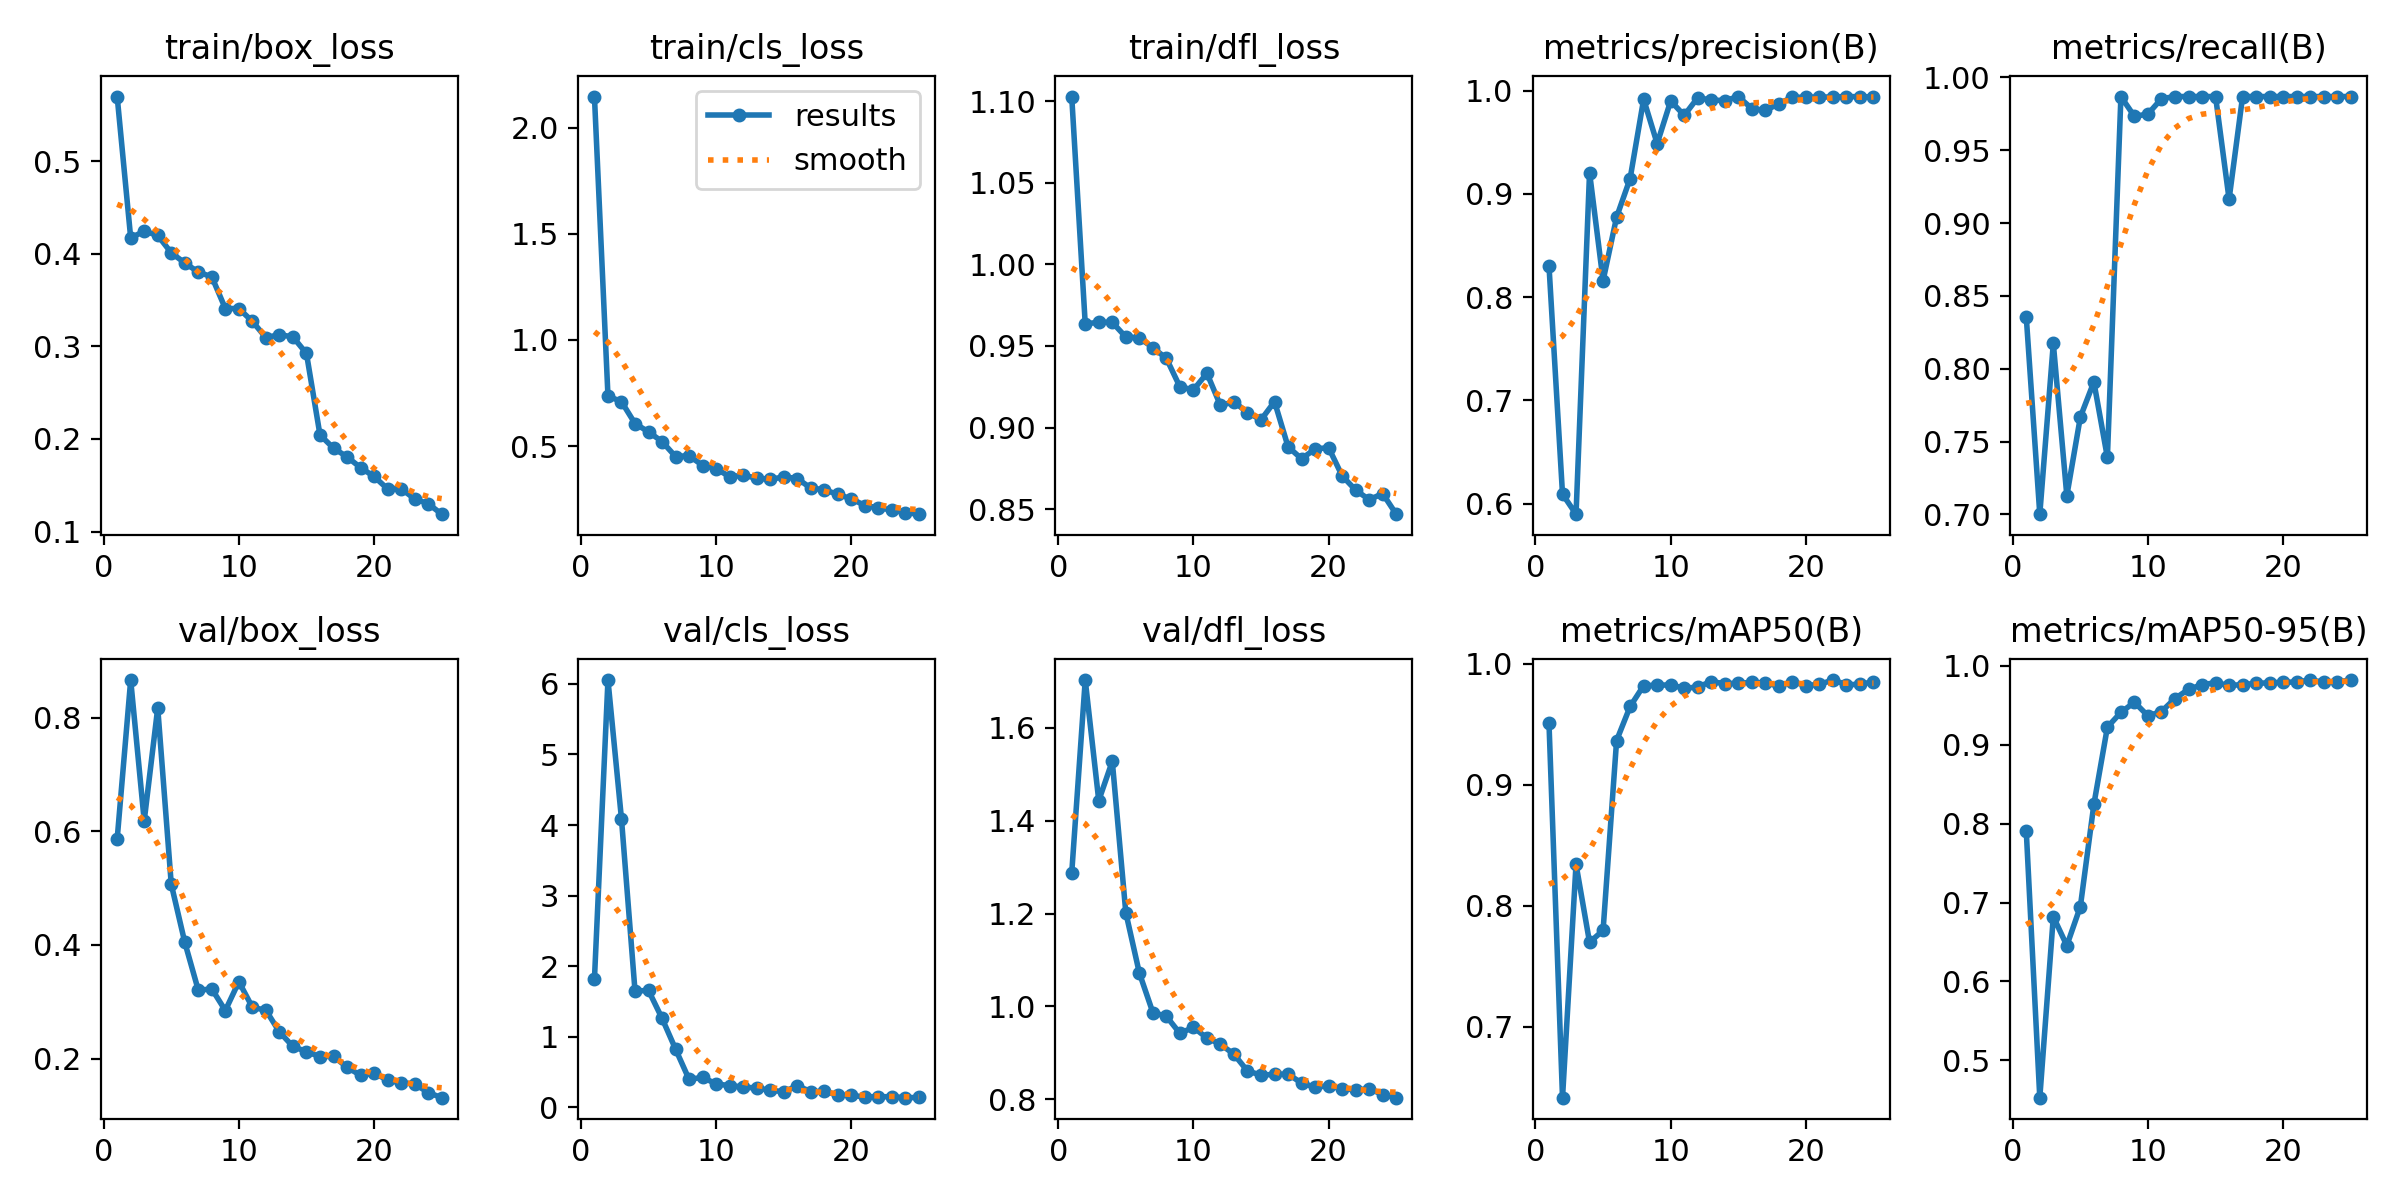 train/box_loss
0.5
0.4
0.3
0.2
0.1
0 10 20
train/cls_loss
results
smooth
2.0
1.5
1.0
0.5
0 10 20
train/dfl_loss
1.10
1.05
1.00
0.95
0.90
0.85
0 10 20
metrics/precision(B)
1.0
0.9
0.8
0.7
0.6
0 10 20
metrics/recall(B)
1.00
0.95
0.90
0.85
0.80
0.75
0.70
0 10 20
val/box_loss
0.8
0.6
0.4
0.2
0 10 20
val/cls_loss
6
5
4
3
2
1
0
0 10 20
val/dfl_loss
1.6
1.4
1.2
1.0
0.8
0 10 20
metrics/mAP50(B)
1.0
0.9
0.8
0.7
0 10 20
metrics/mAP50-95(B)
1.0
0.9
0.8
0.7
0.6
0.5
0 10 20